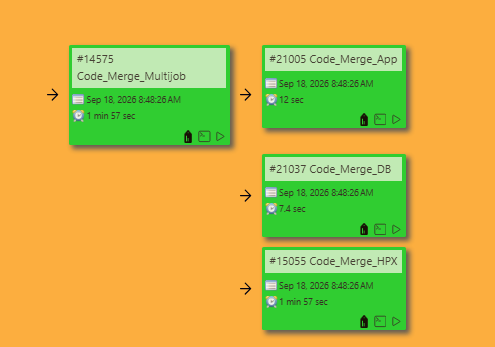 #14575
Code_Merge_Multijob
Sep 18, 2026 8:48:26 AM
1 min 57 sec
#21005 Code_Merge_App
Sep 18, 2026 8:48:26 AM
12 sec
#21037 Code_Merge_DB
Sep 18, 2026 8:48:26 AM
7.4 sec
#15055 Code_Merge_HPX
Sep 18, 2026 8:48:26 AM
1 min 57 sec